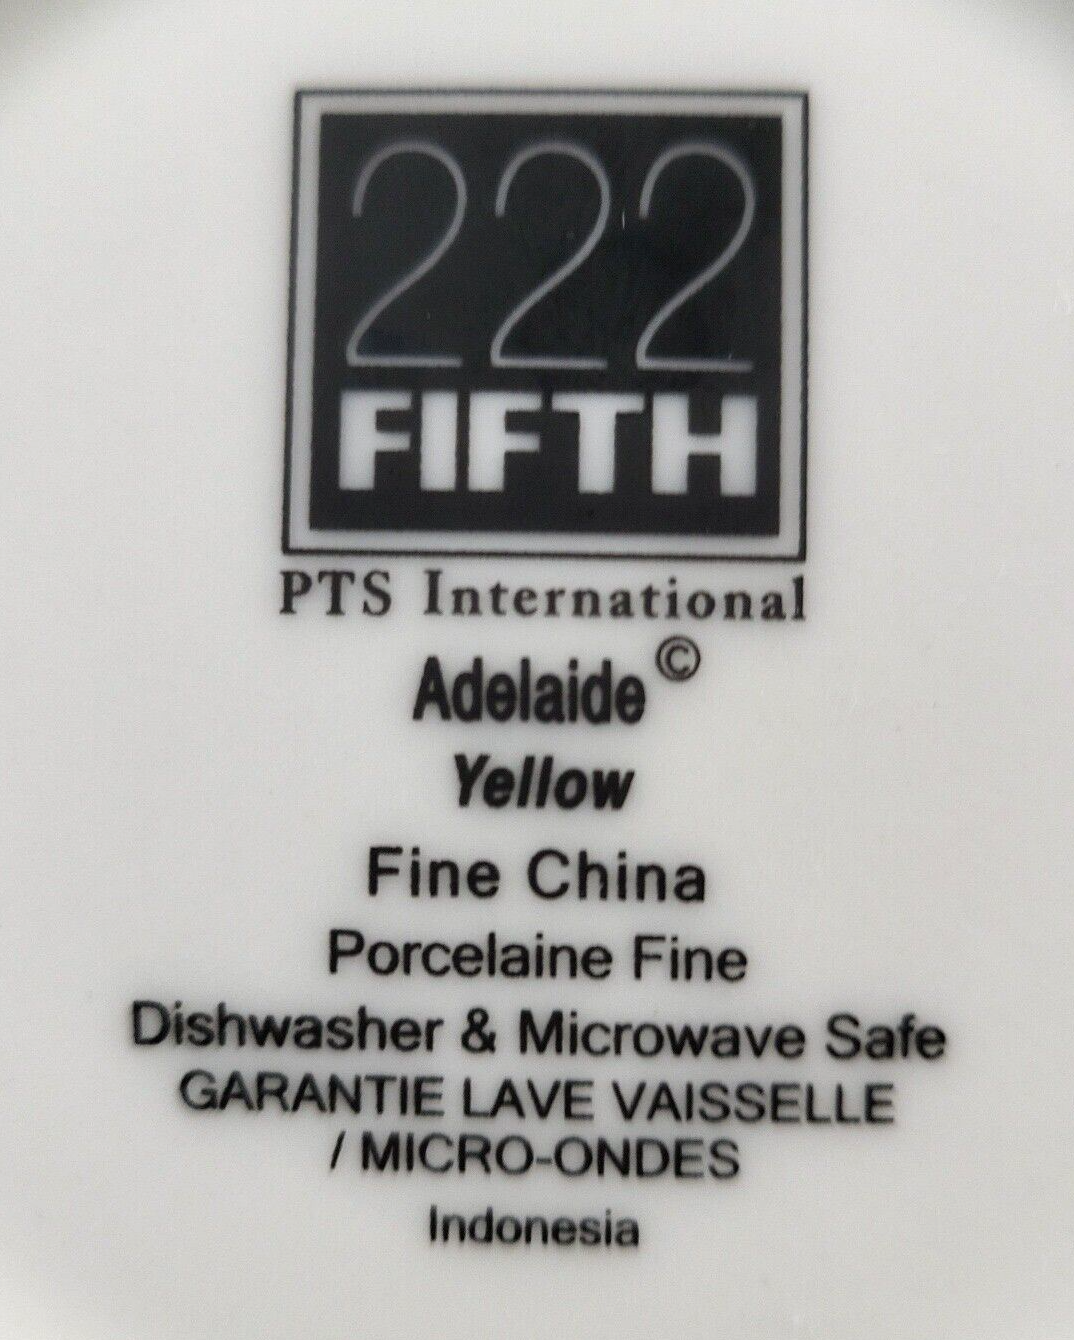 222
FIFTH
PTS International
Adelaide©
Yellow
Fine China
Porcelaine Fine
Dishwasher & Microwave Safe
GARANTIE LAVE VAISSELLE
/ MICRO-ONDES
Indonesia